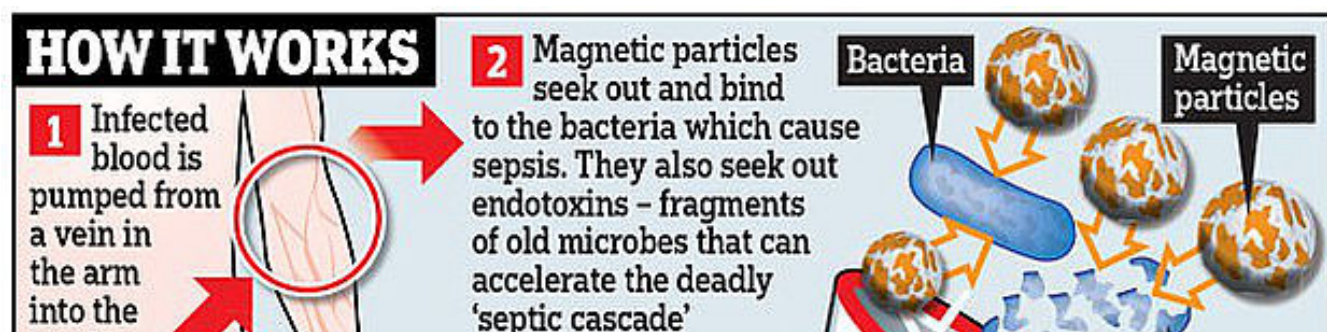 HOW IT WORKS
1 Infected
blood is
pumped from
a vein in
the arm
into the
2 Magnetic particles
seek out and bind
to the bacteria which cause
sepsis. They also seek out
endotoxins – fragments
of old microbes that can
accelerate the deadly
‘septic cascade’
Bacteria
Magnetic
particles